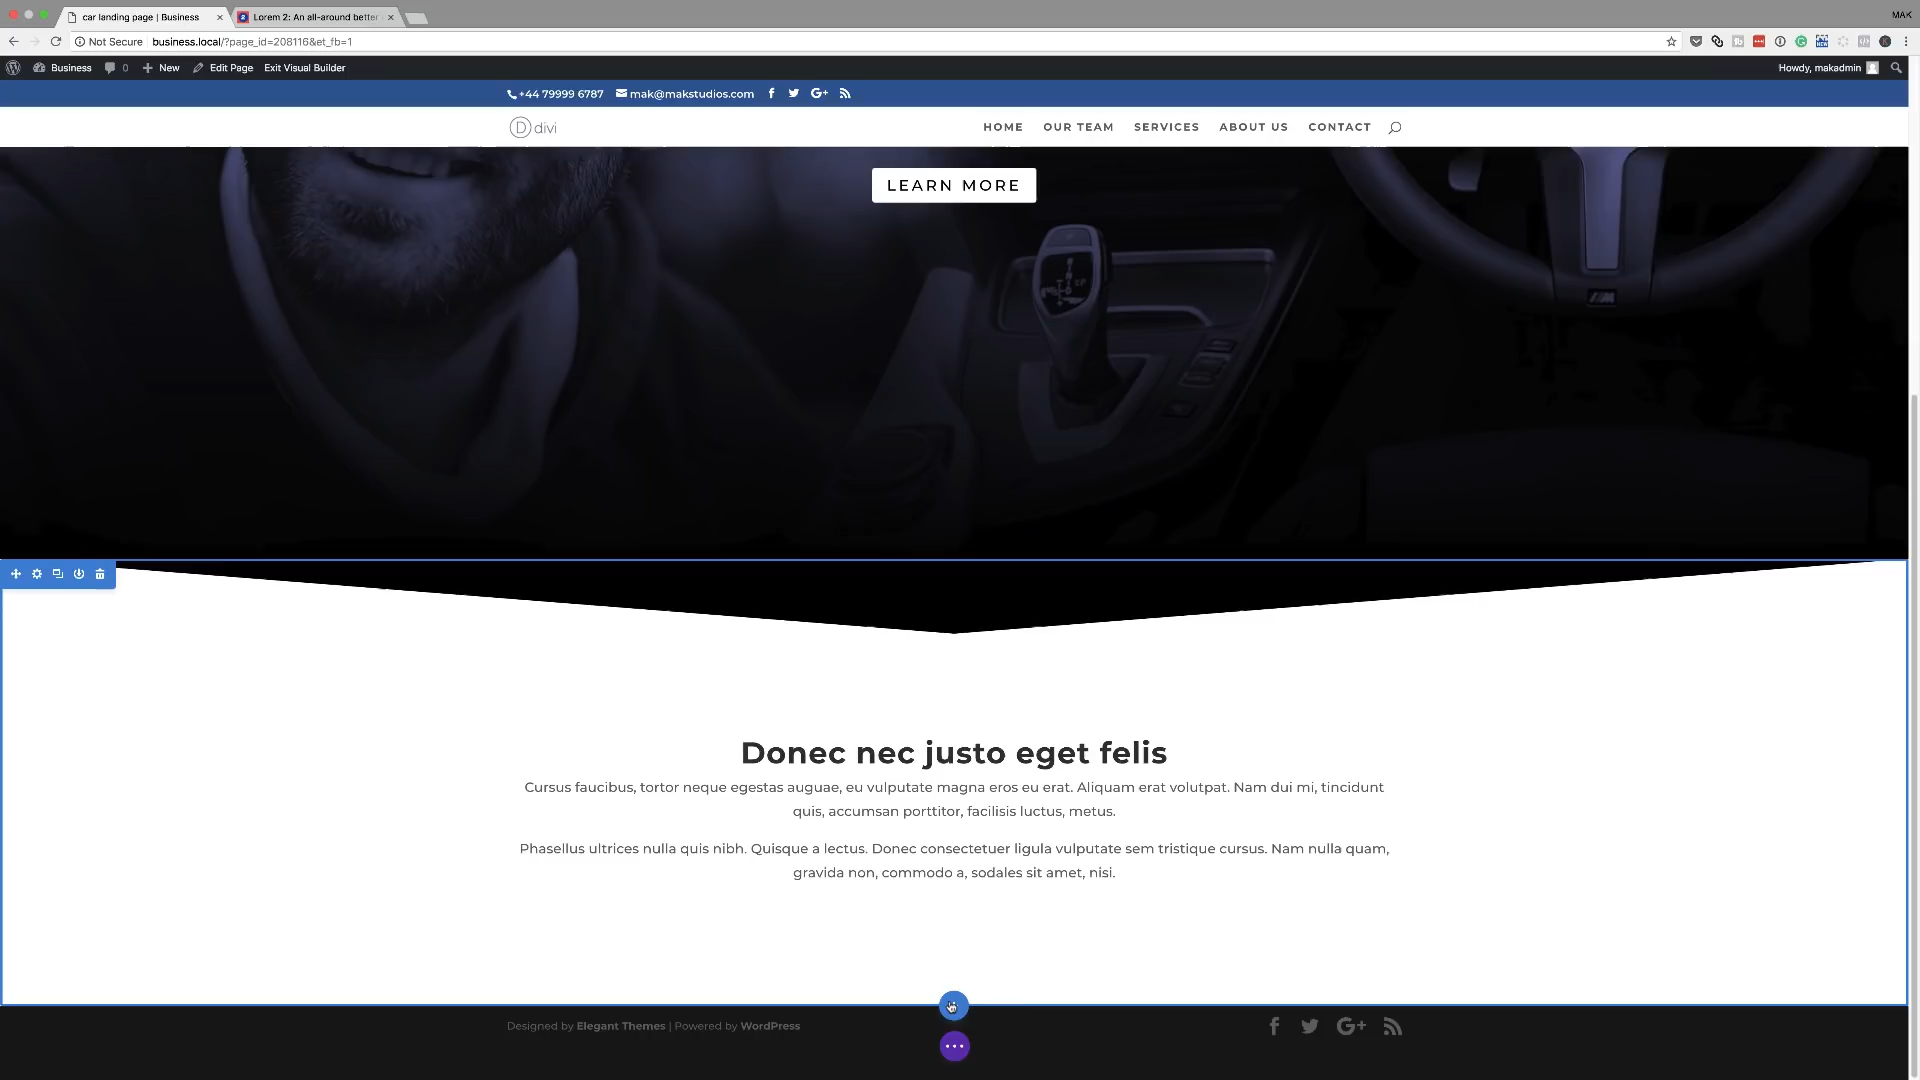 MAK
car landing page | Business
Lorem 2: An all-around better
Not Secure
business.local/?page_id=208116&et_fb=1
Business
0
New
Edit Page
Exit Visual Builder
Howdy, makadmin
+44 79999 6787
mak@makstudios.com
D divi
HOME
OUR TEAM
SERVICES
ABOUT US
CONTACT
LEARN MORE
Donec nec justo eget felis
Cursus faucibus, tortor neque egestas auguae, eu vulputate magna eros eu erat. Aliquam erat volutpat. Nam dui mi, tincidunt
quis, accumsan porttitor, facilisis luctus, metus.
Phasellus ultrices nulla quis nibh. Quisque a lectus. Donec consectetuer ligula vulputate sem tristique cursus. Nam nulla quam,
gravida non, commodo a, sodales sit amet, nisi.
Designed by Elegant Themes | Powered by WordPress